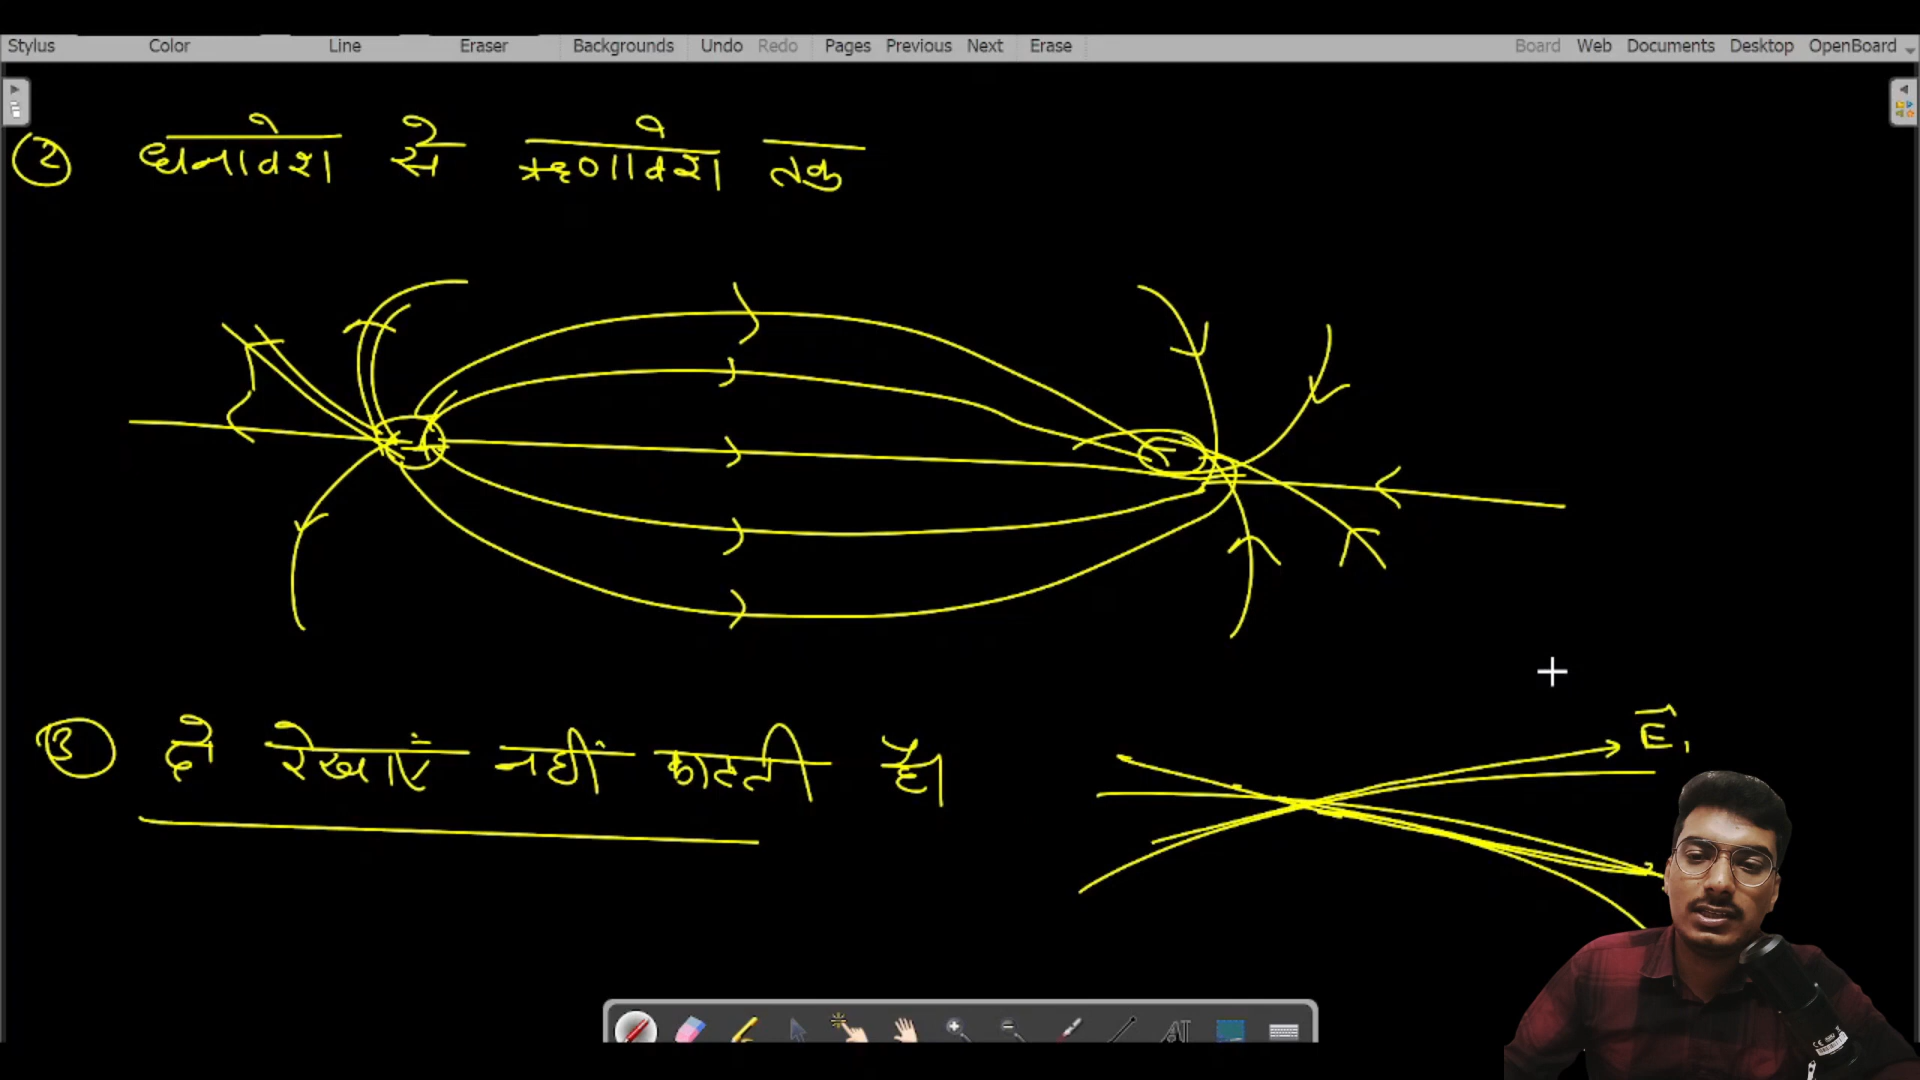 Stylus Color Line Eraser Backgrounds Undo Redo Pages Previous Next Erase Board Web Documents Desktop OpenBoard
② धनावेश से ऋणावेश तक
③ दो रेखाएं नहीं काटती है।
E₁